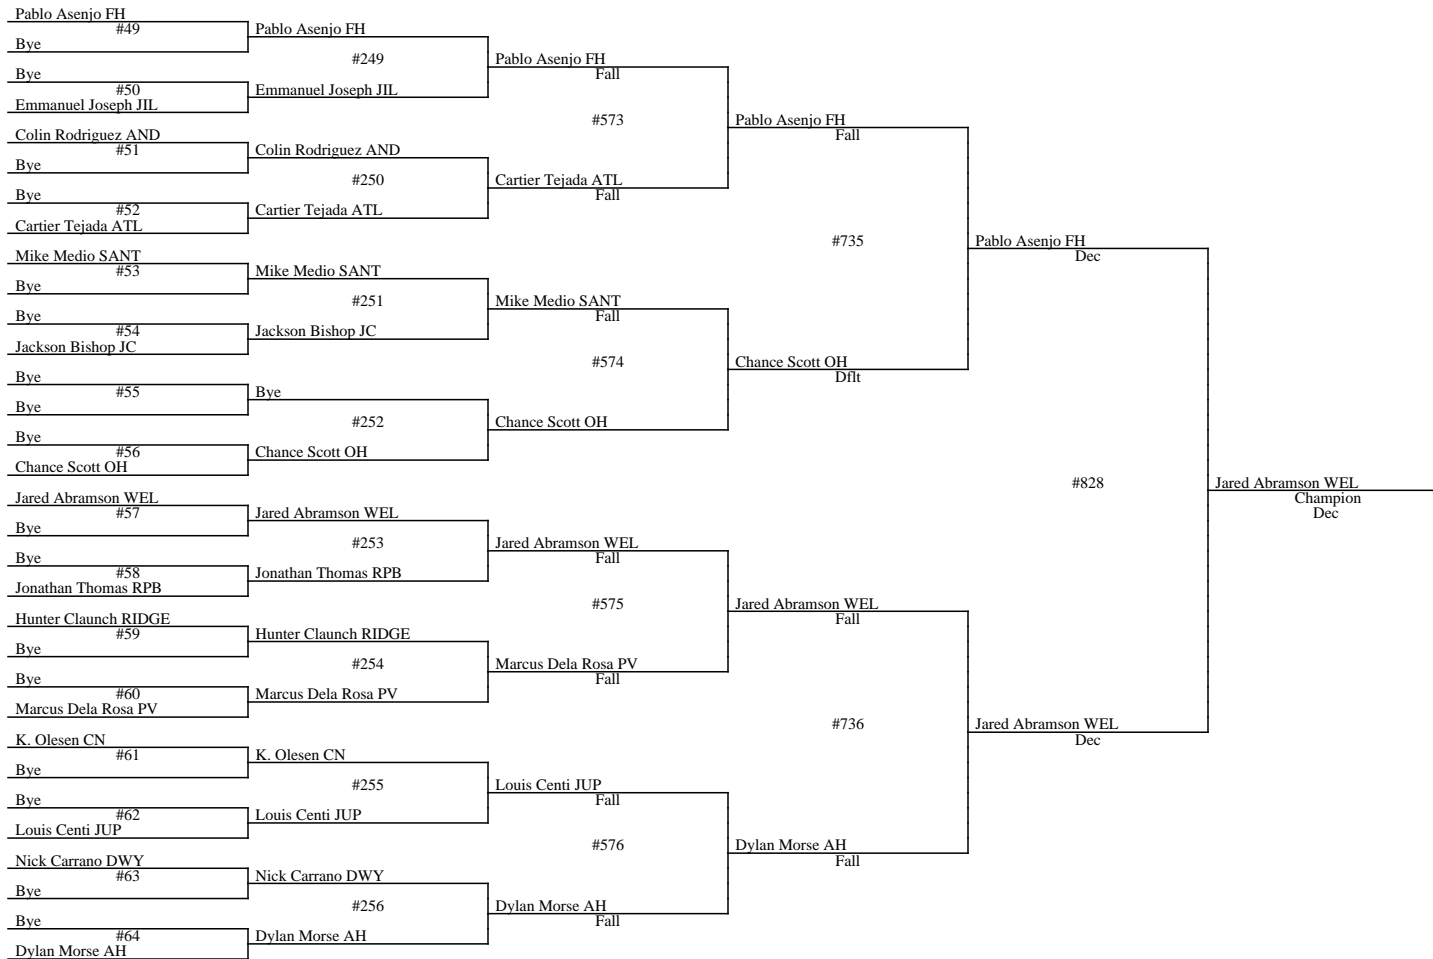 Pablo Asenjo FH
#49
Bye
Pablo Asenjo FH
#249
Bye
#50
Emmanuel Joseph JIL
Emmanuel Joseph JIL
Pablo Asenjo FH
Fall
#573
Colin Rodriguez AND
#51
Bye
Colin Rodriguez AND
#250
Bye
#52
Cartier Tejada ATL
Cartier Tejada ATL
Cartier Tejada ATL
Fall
Pablo Asenjo FH
Fall
#735
Mike Medio SANT
#53
Bye
Mike Medio SANT
#251
Bye
#54
Jackson Bishop JC
Jackson Bishop JC
Mike Medio SANT
Fall
#574
Bye
#55
Bye
Bye
#252
Bye
#56
Chance Scott OH
Chance Scott OH
Chance Scott OH
Chance Scott OH
Dflt
Pablo Asenjo FH
Dec
#828
Jared Abramson WEL
Champion
Dec
Jared Abramson WEL
#57
Bye
Jared Abramson WEL
#253
Bye
#58
Jonathan Thomas RPB
Jonathan Thomas RPB
Jared Abramson WEL
Fall
#575
Hunter Claunch RIDGE
#59
Bye
Hunter Claunch RIDGE
#254
Bye
#60
Marcus Dela Rosa PV
Marcus Dela Rosa PV
Marcus Dela Rosa PV
Fall
Jared Abramson WEL
Fall
#736
Jared Abramson WEL
Dec
K. Olesen CN
#61
Bye
K. Olesen CN
#255
Bye
#62
Louis Centi JUP
Louis Centi JUP
Louis Centi JUP
Fall
#576
Nick Carrano DWY
#63
Bye
Nick Carrano DWY
#256
Bye
#64
Dylan Morse AH
Dylan Morse AH
Dylan Morse AH
Fall
Dylan Morse AH
Fall